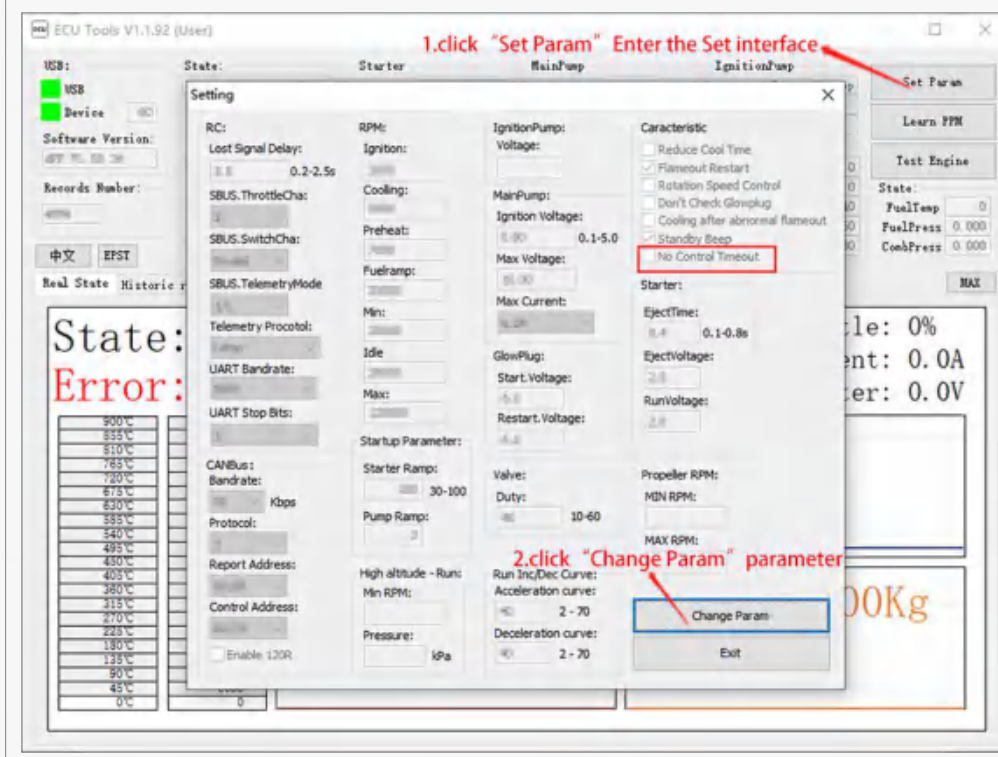 ECU Tools V1.1.92 (User)
1.click “Set Param” Enter the Set interface
USB:
State:
Starter
MainPump
IgnitionPump
Set Param
USB
Device
Learn PPM
Software Version:
Test Engine
Records Number:
State:
FuelTemp 0
FuelPress 0.000
CombPress 0.000
中文
EPST
Real State
Historic r
MAX
State:
Error:
900℃
855℃
810℃
765℃
720℃
675℃
630℃
585℃
540℃
495℃
450℃
405℃
360℃
315℃
270℃
225℃
180℃
135℃
90℃
45℃
0℃
0
tle: 0%
ent: 0.0A
ter: 0.0V
00Kg
Setting
RC:
Lost Signal Delay:
0.2-2.5s
SBUS.ThrottleCha:
SBUS.SwitchCha:
SBUS.TelemetryMode
Telemetry Procotol:
UART Bandrate:
UART Stop Bits:
CANBus:
Bandrate:
Kbps
Protocol:
Report Address:
Control Address:
Enable 120R
RPM:
Ignition:
Cooling:
Preheat:
Fuelramp:
Min:
Idle
Max:
Startup Parameter:
Starter Ramp:
30-100
Pump Ramp:
High altitude - Run:
Min RPM:
Pressure:
kPa
IgnitionPump:
Voltage:
MainPump:
Ignition Voltage:
0.1-5.0
Max Voltage:
Max Current:
GlowPlug:
Start.Voltage:
Restart.Voltage:
Valve:
Duty:
10-60
2.click “Change Param” parameter
Run Inc/Dec Curve:
Acceleration curve:
2 - 70
Deceleration curve:
2 - 70
Caracteristic
Reduce Cool Tme
Flameout Restart
Rotation Speed Control
Don't Check Glowplug
Cooling after abnormal flameout
Standby Beep
No Control Timeout
Starter:
EjectTime:
0.1-0.8s
EjectVoltage:
RunVoltage:
Propeller RPM:
MIN RPM:
MAX RPM:
Change Param
Exit